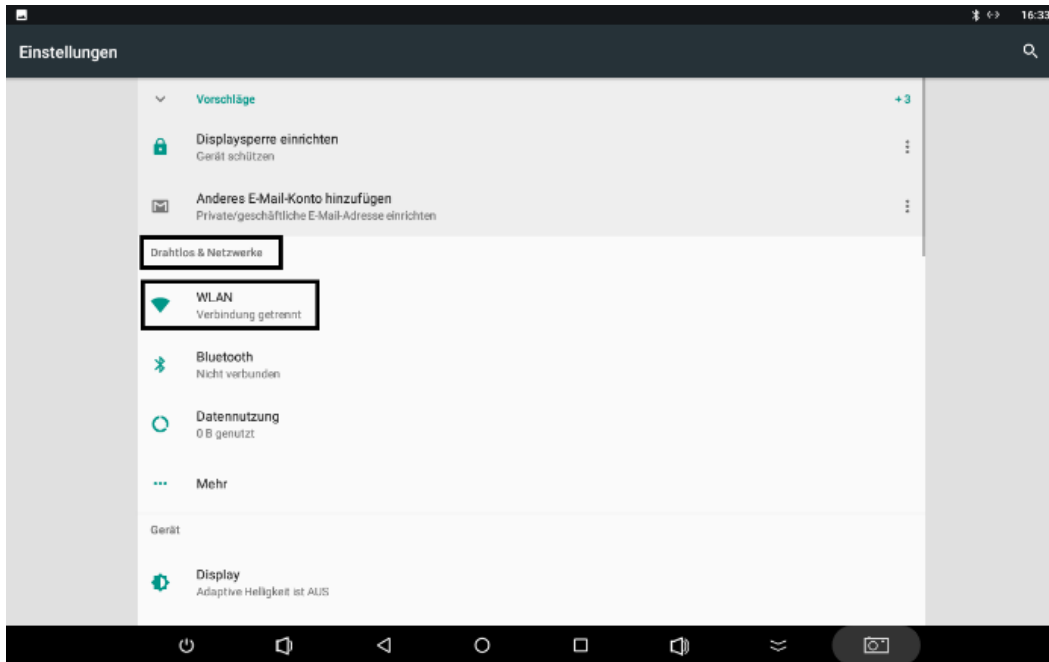 16:33
Einstellungen
Vorschläge +3
Displaysperre einrichten
Gerät schützen
Anderes E-Mail-Konto hinzufügen
Private/geschäftliche E-Mail-Adresse einrichten
Drahtlos & Netzwerke
WLAN
Verbindung getrennt
Bluetooth
Nicht verbunden
Datennutzung
0 B genutzt
Mehr
Gerät
Display
Adaptive Helligkeit ist AUS